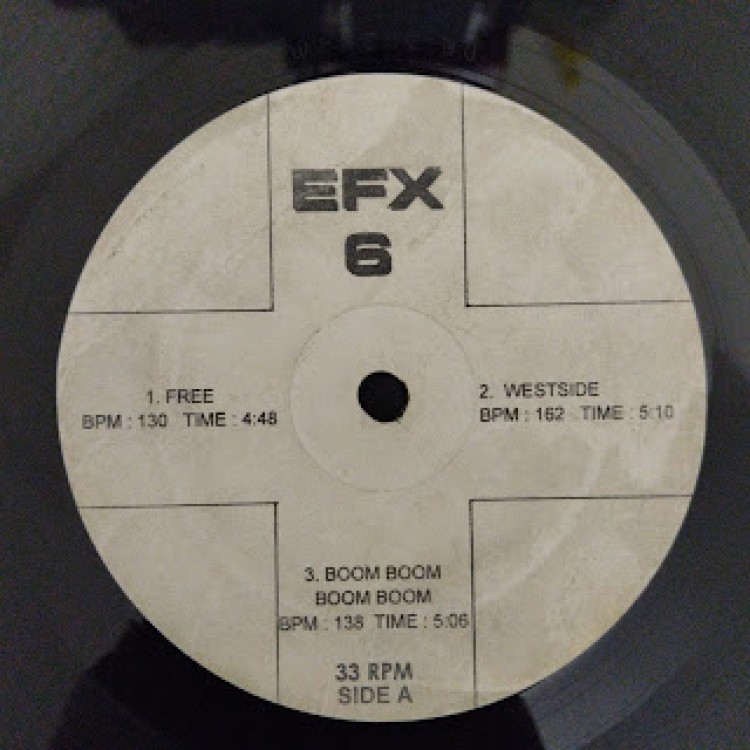 EFX
6
1. FREE
BPM : 130 TIME : 4:48
2. WESTSIDE
BPM : 162 TIME : 5:10
3. BOOM BOOM
BOOM BOOM
BPM : 138 TIME : 5:06
33 RPM
SIDE A